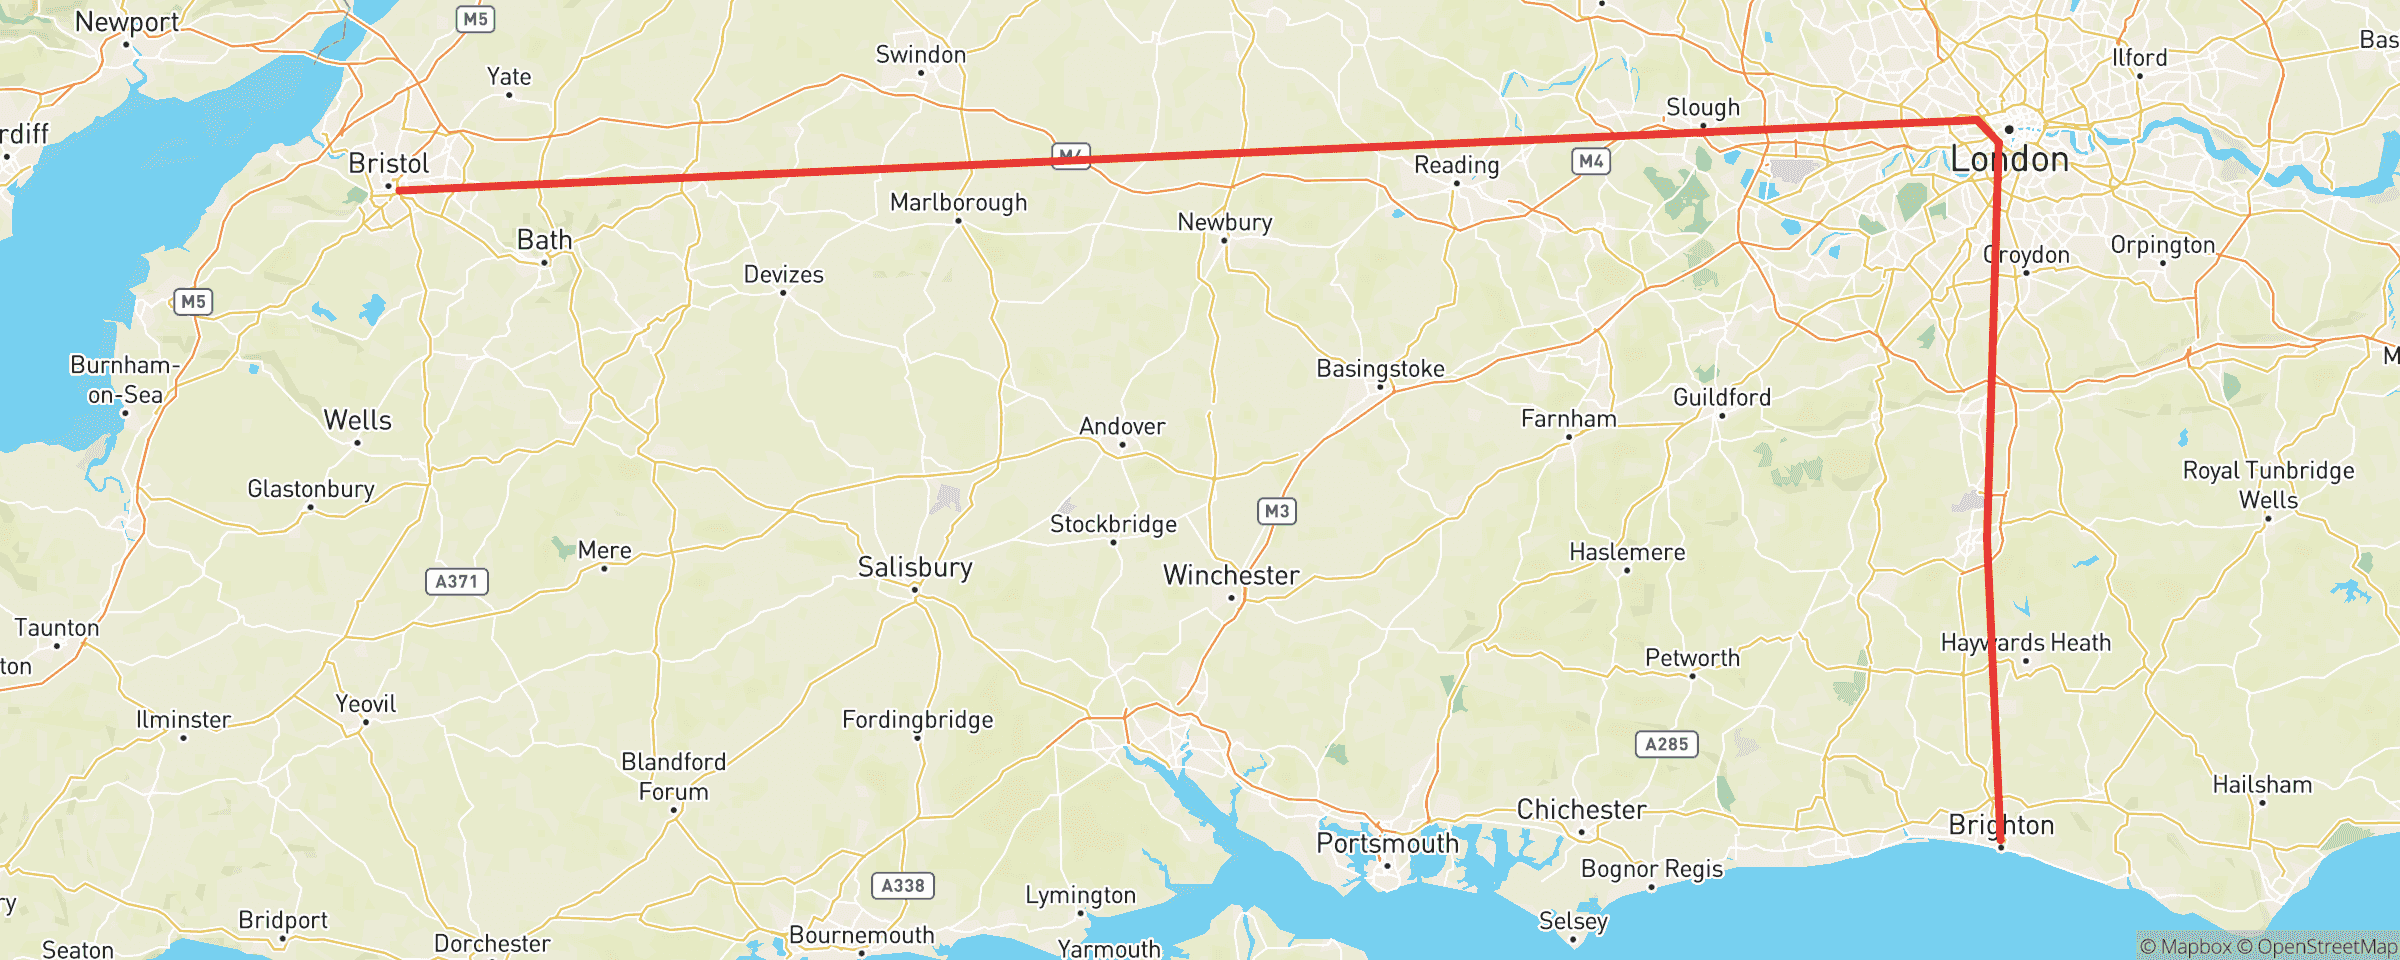 Newport
M5
Swindon
Ilford
Bas
Yate
Slough
rdiff
Bristol
M4
Reading
M4
London
Marlborough
Newbury
Bath
Croydon
Orpington
Devizes
M5
Burnham-
on-Sea
Basingstoke
M
Guildford
Wells
Andover
Farnham
Royal Tunbridge
Wells
Glastonbury
M3
Stockbridge
Mere
Haslemere
A371
Salisbury
Winchester
Taunton
Haywards Heath
ton
Petworth
Yeovil
Ilminster
Fordingbridge
A285
Blandford
Forum
Hailsham
Chichester
Brighton
Portsmouth
Bognor Regis
A338
Lymington
ry
Bridport
Selsey
Bournemouth
Dorchester
Seaton
Yarmouth
© Mapbox © OpenStreetMap